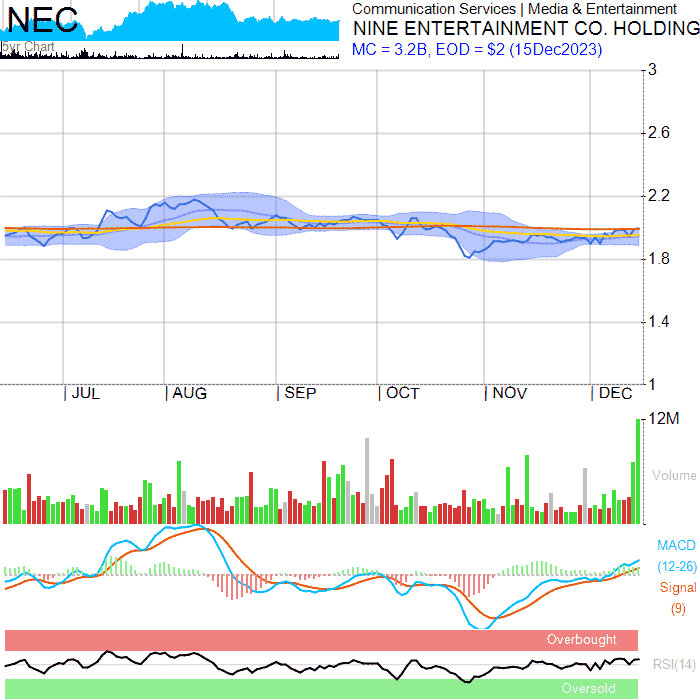 NEC
5yr Chart
Communication Services | Media & Entertainment
NINE ENTERTAINMENT CO. HOLDING
MC = 3.2B, EOD = $2 (15Dec2023)
3
2.6
2.2
1.8
1.4
1
| JUL | AUG | SEP | OCT | NOV | DEC
12M
Volume
MACD
(12-26)
Signal
(9)
Overbought
RSI(14)
Oversold